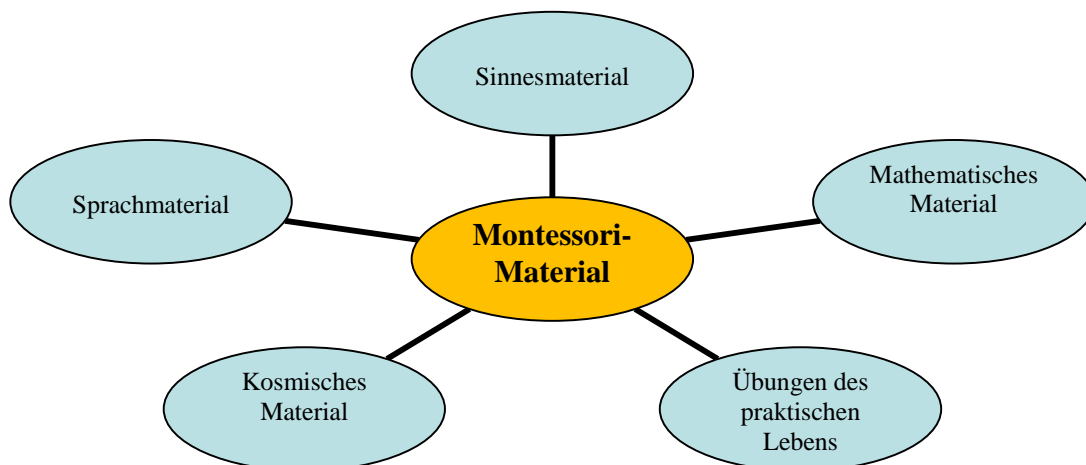 Sinnesmaterial
Sprachmaterial
Mathematisches
Material
Montessori-
Material
Kosmisches
Material
Übungen des
praktischen
Lebens